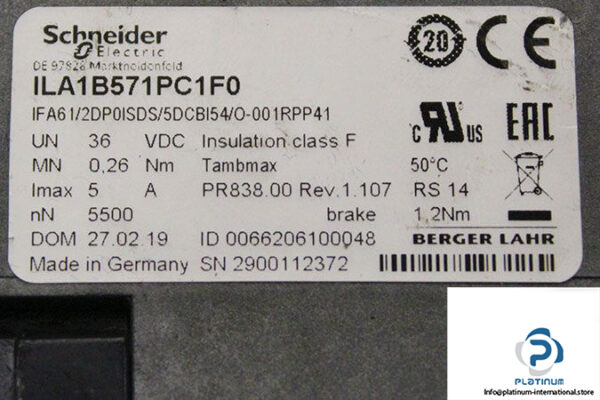 Schneider
Electric
DE 97828 Marktheidenfeld
20
CE
ILA1B571PC1F0
IFA61/2DP0ISDS/5DCBI54/O-001RPP41
c RU US
EAC
UN 36 VDC Insulation class F
MN 0,26 Nm Tambmax 50°C
Imax 5 A PR838.00 Rev.1.107 RS 14
nN 5500 brake 1,2Nm
DOM 27.02.19 ID 0066206100048 BERGER LAHR
Made in Germany SN 2900112372
PLATINUM
Info@platinum-international.store